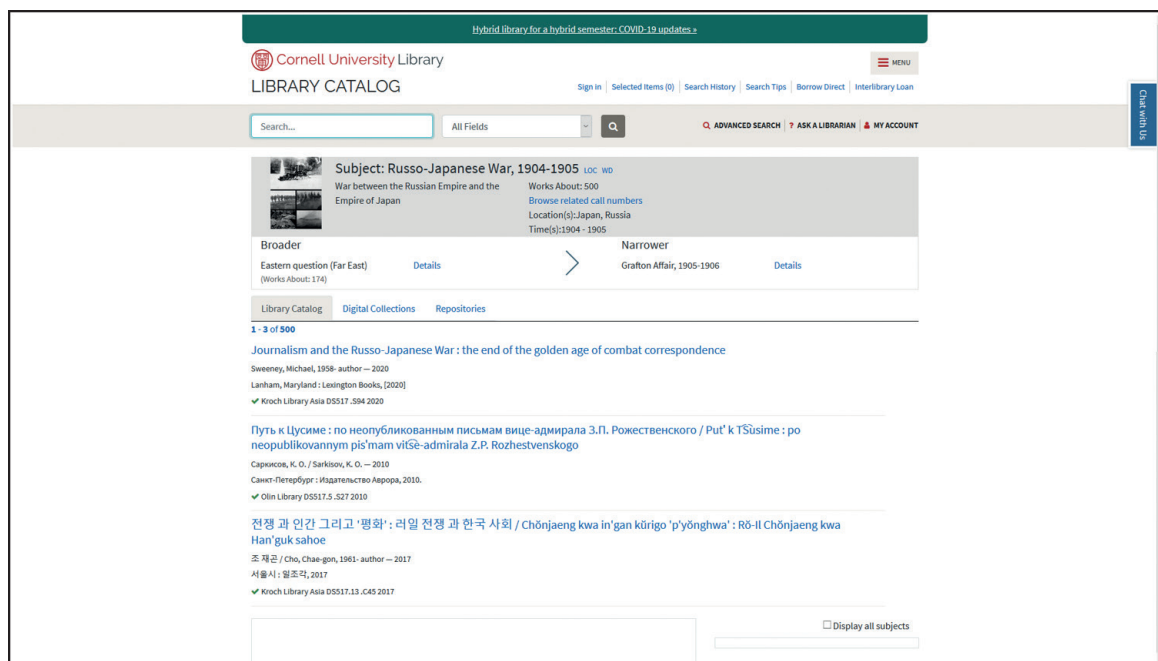 Hybrid library for a hybrid semester: COVID-19 updates »
Cornell University Library
MENU
LIBRARY CATALOG
Sign In | Selected Items (0) | Search History | Search Tips | Borrow Direct | Interlibrary Loan
Chat with Us
Search...
All Fields
ADVANCED SEARCH | ? ASK A LIBRARIAN | MY ACCOUNT
Subject: Russo-Japanese War, 1904-1905 LOC WD
War between the Russian Empire and the
Empire of Japan
Works About: 500
Browse related call numbers
Location(s):Japan, Russia
Time(s):1904 - 1905
Broader
Eastern question (Far East) Details
(Works About: 174)
Narrower
Grafton Affair, 1905-1906 Details
Library Catalog Digital Collections Repositories
1 - 3 of 500
Journalism and the Russo-Japanese War : the end of the golden age of combat correspondence
Sweeney, Michael, 1958- author — 2020
Lanham, Maryland : Lexington Books, [2020]
✔ Kroch Library Asia DS517 .S94 2020
Путь к Цусиме : по неопубликованным письмам вице-адмирала З.П. Рожественского / Putʹ k T͡Susime : po
neopublikovannym pisʹmam vit͡se-admirala Z.P. Rozhestvenskogo
Саркисов, К. О. / Sarkisov, K. O. — 2010
Санкт-Петербург : Издательство Аврора, 2010.
✔ Olin Library DS517.5 .S27 2010
전쟁 과 인간 그리고 '평화' : 러일 전쟁 과 한국 사회 / Chŏnjaeng kwa in'gan kŭrigo 'p'yŏnghwa' : Rŏ-Il Chŏnjaeng kwa
Han'guk sahoe
조 재곤 / Cho, Chae-gon, 1961- author — 2017
서울시 : 일조각, 2017
✔ Kroch Library Asia DS517.13 .C45 2017
Display all subjects